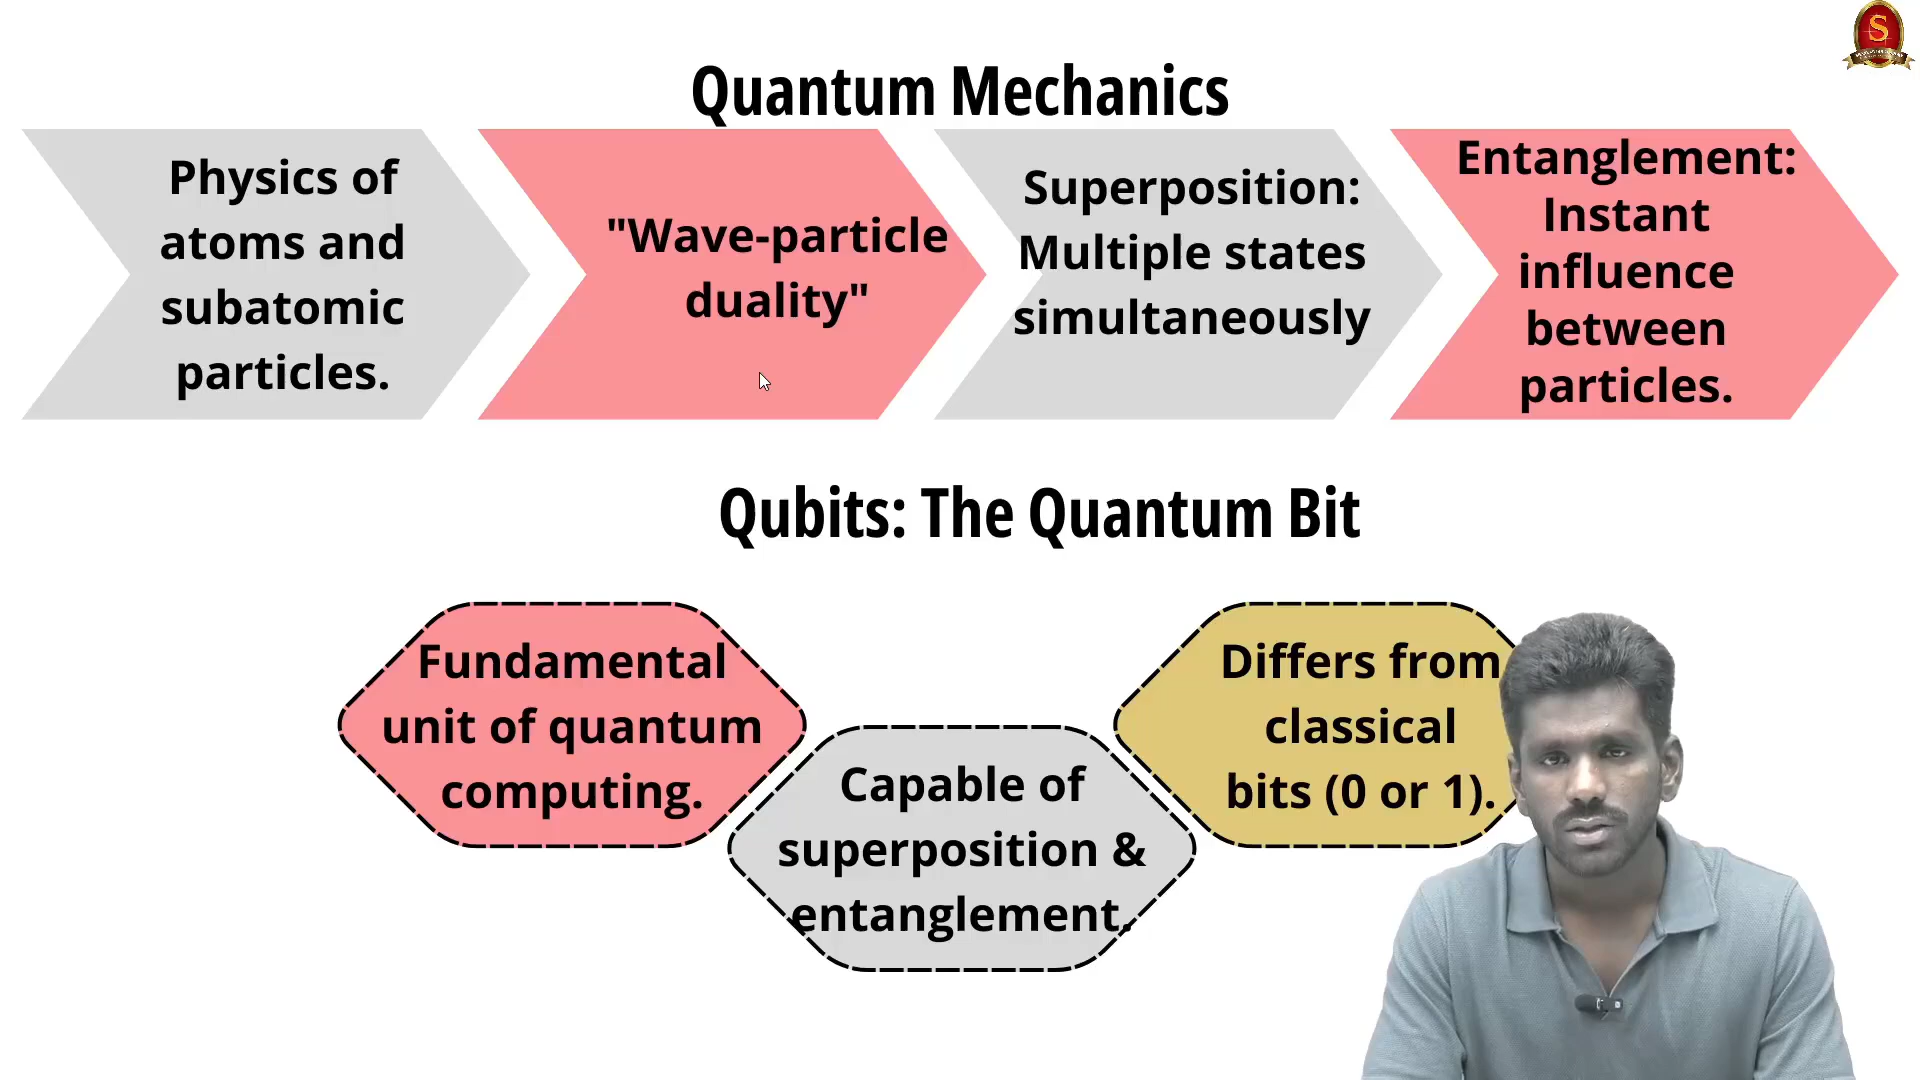 S
Quantum Mechanics
Physics of
atoms and
subatomic
particles.
"Wave-particle
duality"
Superposition:
Multiple states
simultaneously
Entanglement:
Instant
influence
between
particles.
Qubits: The Quantum Bit
Fundamental
unit of quantum
computing.
Capable of
superposition &
entanglement.
Differs from
classical
bits (0 or 1).